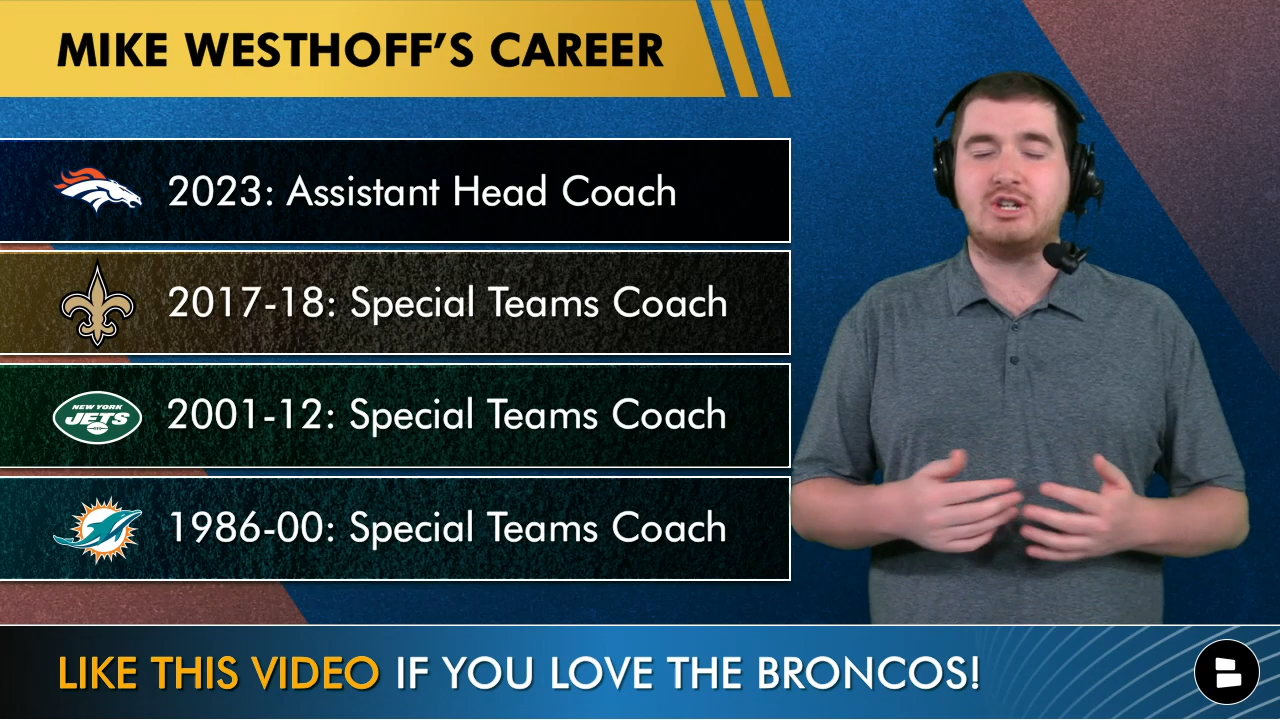 MIKE WESTHOFF’S CAREER
2023: Assistant Head Coach
2017-18: Special Teams Coach
NEW YORK
JETS
2001-12: Special Teams Coach
1986-00: Special Teams Coach
LIKE THIS VIDEO IF YOU LOVE THE BRONCOS!